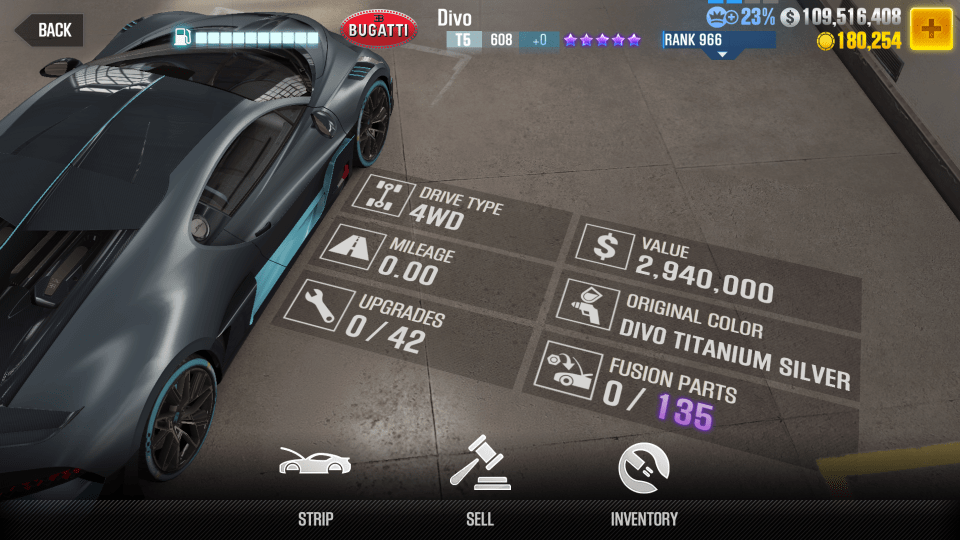 BACK
BUGATTI
Divo
T5 608 +0
RANK 966
23%
$ 109,516,408
180,254
DRIVE TYPE
4WD
MILEAGE
0.00
UPGRADES
0/42
$ VALUE
2,940,000
ORIGINAL COLOR
DIVO TITANIUM SILVER
FUSION PARTS
0/135
STRIP
SELL
INVENTORY